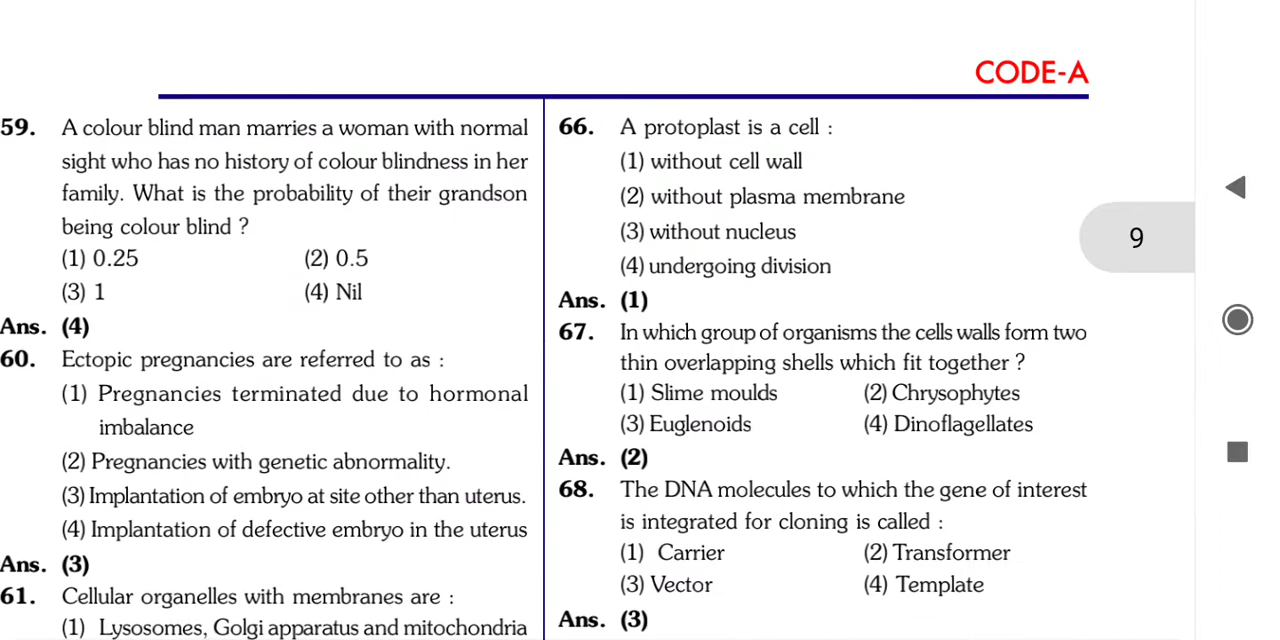 CODE-A
59. A colour blind man marries a woman with normal
sight who has no history of colour blindness in her
family. What is the probability of their grandson
being colour blind ?
(1) 0.25 (2) 0.5
(3) 1 (4) Nil
Ans. (4)
60. Ectopic pregnancies are referred to as :
(1) Pregnancies terminated due to hormonal
imbalance
(2) Pregnancies with genetic abnormality.
(3) Implantation of embryo at site other than uterus.
(4) Implantation of defective embryo in the uterus
Ans. (3)
61. Cellular organelles with membranes are :
(1) Lysosomes, Golgi apparatus and mitochondria
66. A protoplast is a cell :
(1) without cell wall
(2) without plasma membrane
(3) without nucleus
(4) undergoing division
Ans. (1)
67. In which group of organisms the cells walls form two
thin overlapping shells which fit together ?
(1) Slime moulds (2) Chrysophytes
(3) Euglenoids (4) Dinoflagellates
Ans. (2)
68. The DNA molecules to which the gene of interest
is integrated for cloning is called :
(1) Carrier (2) Transformer
(3) Vector (4) Template
Ans. (3)
9